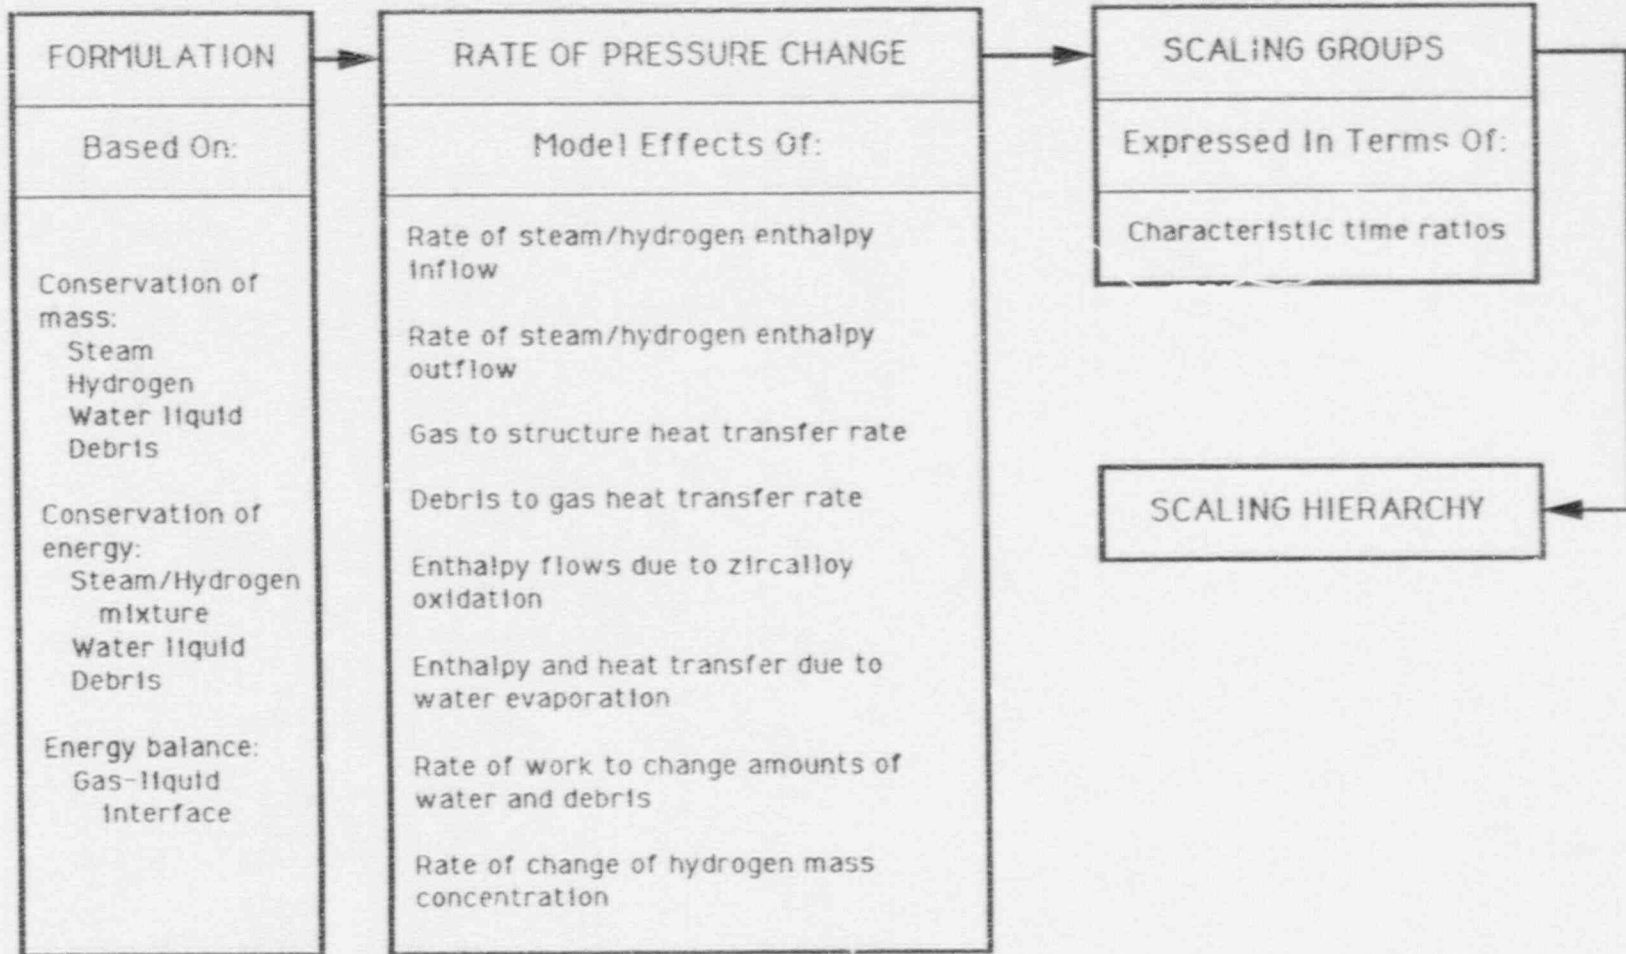 FORMULATION
Based On:
Conservation of
mass:
Steam
Hydrogen
Water liquid
Debris
Conservation of
energy:
Steam/Hydrogen
mixture
Water liquid
Debris
Energy balance:
Gas-liquid
interface
RATE OF PRESSURE CHANGE
Model Effects Of:
Rate of steam/hydrogen enthalpy
inflow
Rate of steam/hydrogen enthalpy
outflow
Gas to structure heat transfer rate
Debris to gas heat transfer rate
Enthalpy flows due to zircalloy
oxidation
Enthalpy and heat transfer due to
water evaporation
Rate of work to change amounts of
water and debris
Rate of change of hydrogen mass
concentration
SCALING GROUPS
Expressed In Terms Of:
Characteristic time ratios
SCALING HIERARCHY